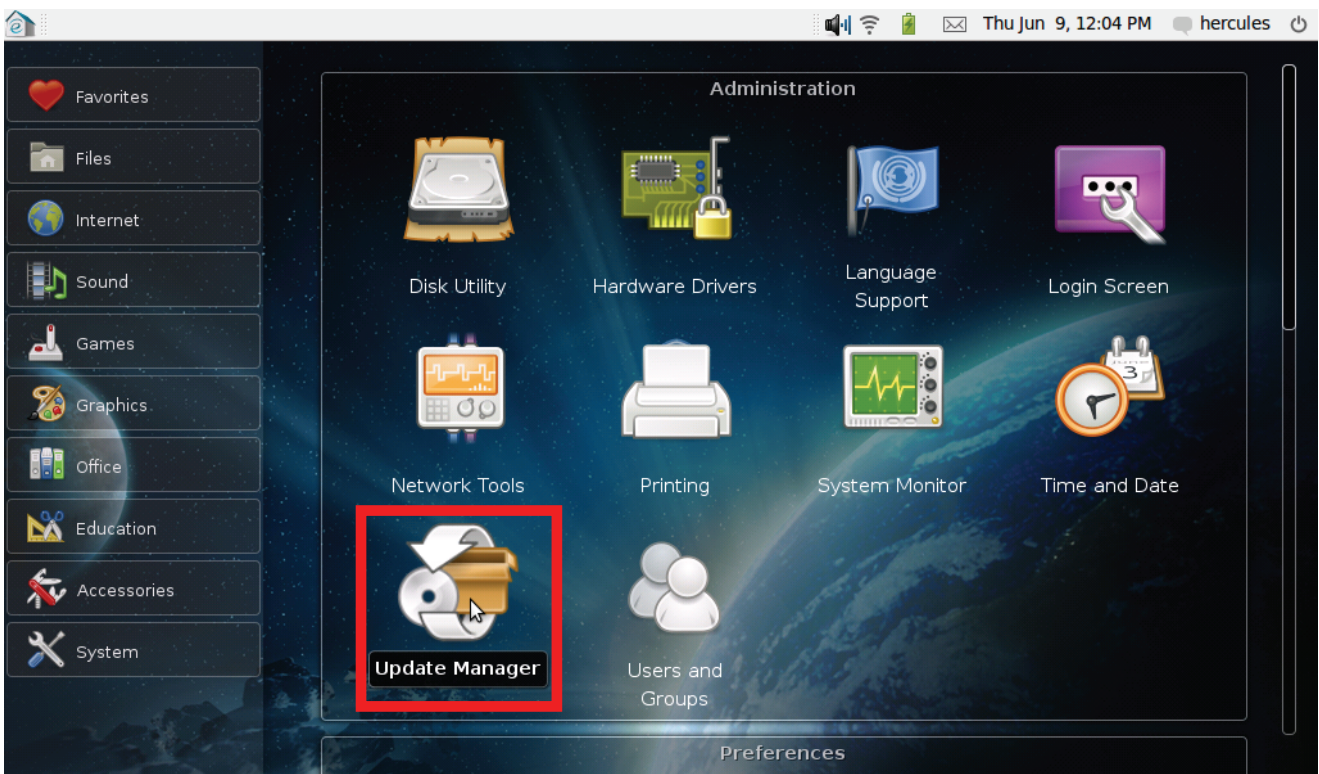 Thu Jun 9, 12:04 PM hercules
Favorites
Files
Internet
Sound
Games
Graphics
Office
Education
Accessories
System
Administration
Disk Utility
Hardware Drivers
Language
Support
Login Screen
Network Tools
Printing
System Monitor
3
Time and Date
Update Manager
Users and
Groups
Preferences